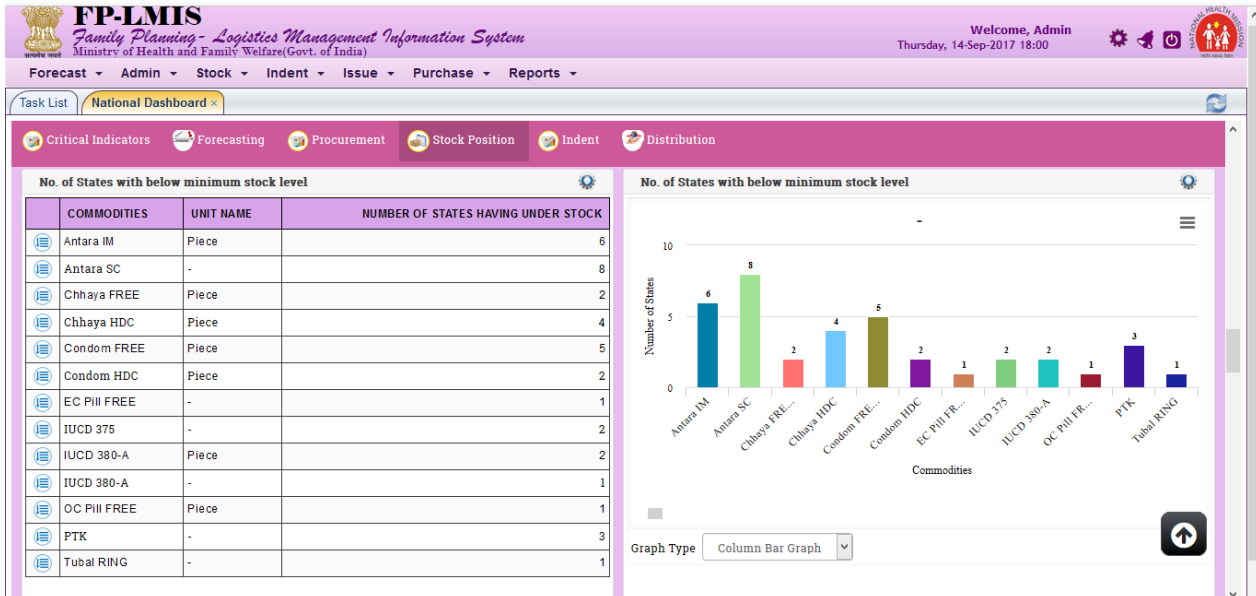 FP-LMIS
Family Planning- Logistics Management Information System
सत्यमेव जयते
Ministry of Health and Family Welfare(Govt. of India)
Welcome, Admin
Thursday, 14-Sep-2017 18:00
NATIONAL HEALTH MISSION
Forecast Admin Stock Indent Issue Purchase Reports
Task List National Dashboard ×
Critical Indicators Forecasting Procurement Stock Position Indent Distribution
No. of States with below minimum stock level
COMMODITIES UNIT NAME NUMBER OF STATES HAVING UNDER STOCK
Antara IM Piece 6
Antara SC - 8
Chhaya FREE Piece 2
Chhaya HDC Piece 4
Condom FREE Piece 5
Condom HDC Piece 2
EC Pill FREE - 1
IUCD 375 - 2
IUCD 380-A Piece 2
IUCD 380-A - 1
OC Pill FREE Piece 1
PTK - 3
Tubal RING - 1
No. of States with below minimum stock level
-
Number of States
10
5
0
6 8 2 4 5 2 1 2 2 1 3 1
Antara IM Antara SC Chhaya FRE... Chhaya HDC Condom FRE... Condom HDC EC Pill FR... IUCD 375 IUCD 380-A OC Pill FR... PTK Tubal RING
Commodities
Graph Type Column Bar Graph